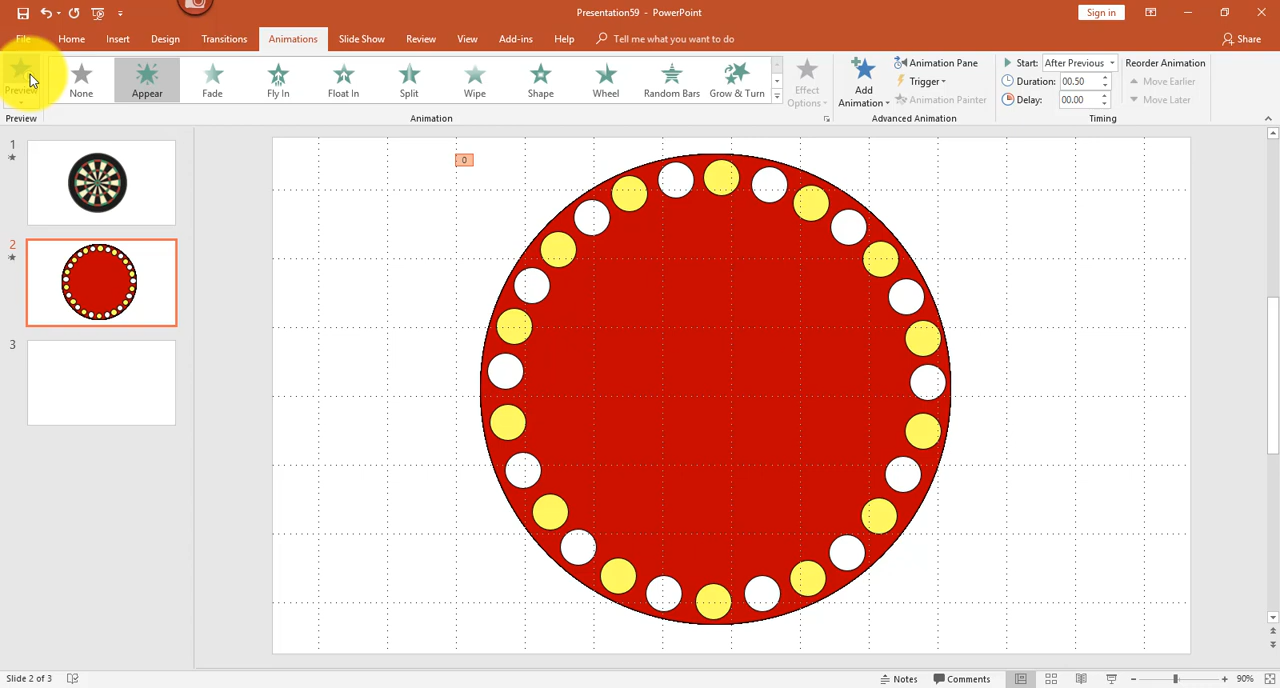 Presentation59 - PowerPoint
Sign in
File Home Insert Design Transitions Animations Slide Show Review View Add-ins Help Tell me what you want to do
Share
Preview
None
Appear
Fade
Fly In
Float In
Split
Wipe
Shape
Wheel
Random Bars
Grow & Turn
Effect
Options
Add
Animation
Animation Pane
Trigger
Animation Painter
Start: After Previous
Duration: 00.50
Delay: 00.00
Reorder Animation
Move Earlier
Move Later
Preview
Animation
Advanced Animation
Timing
1
2
3
0
Slide 2 of 3
Notes
Comments
90%